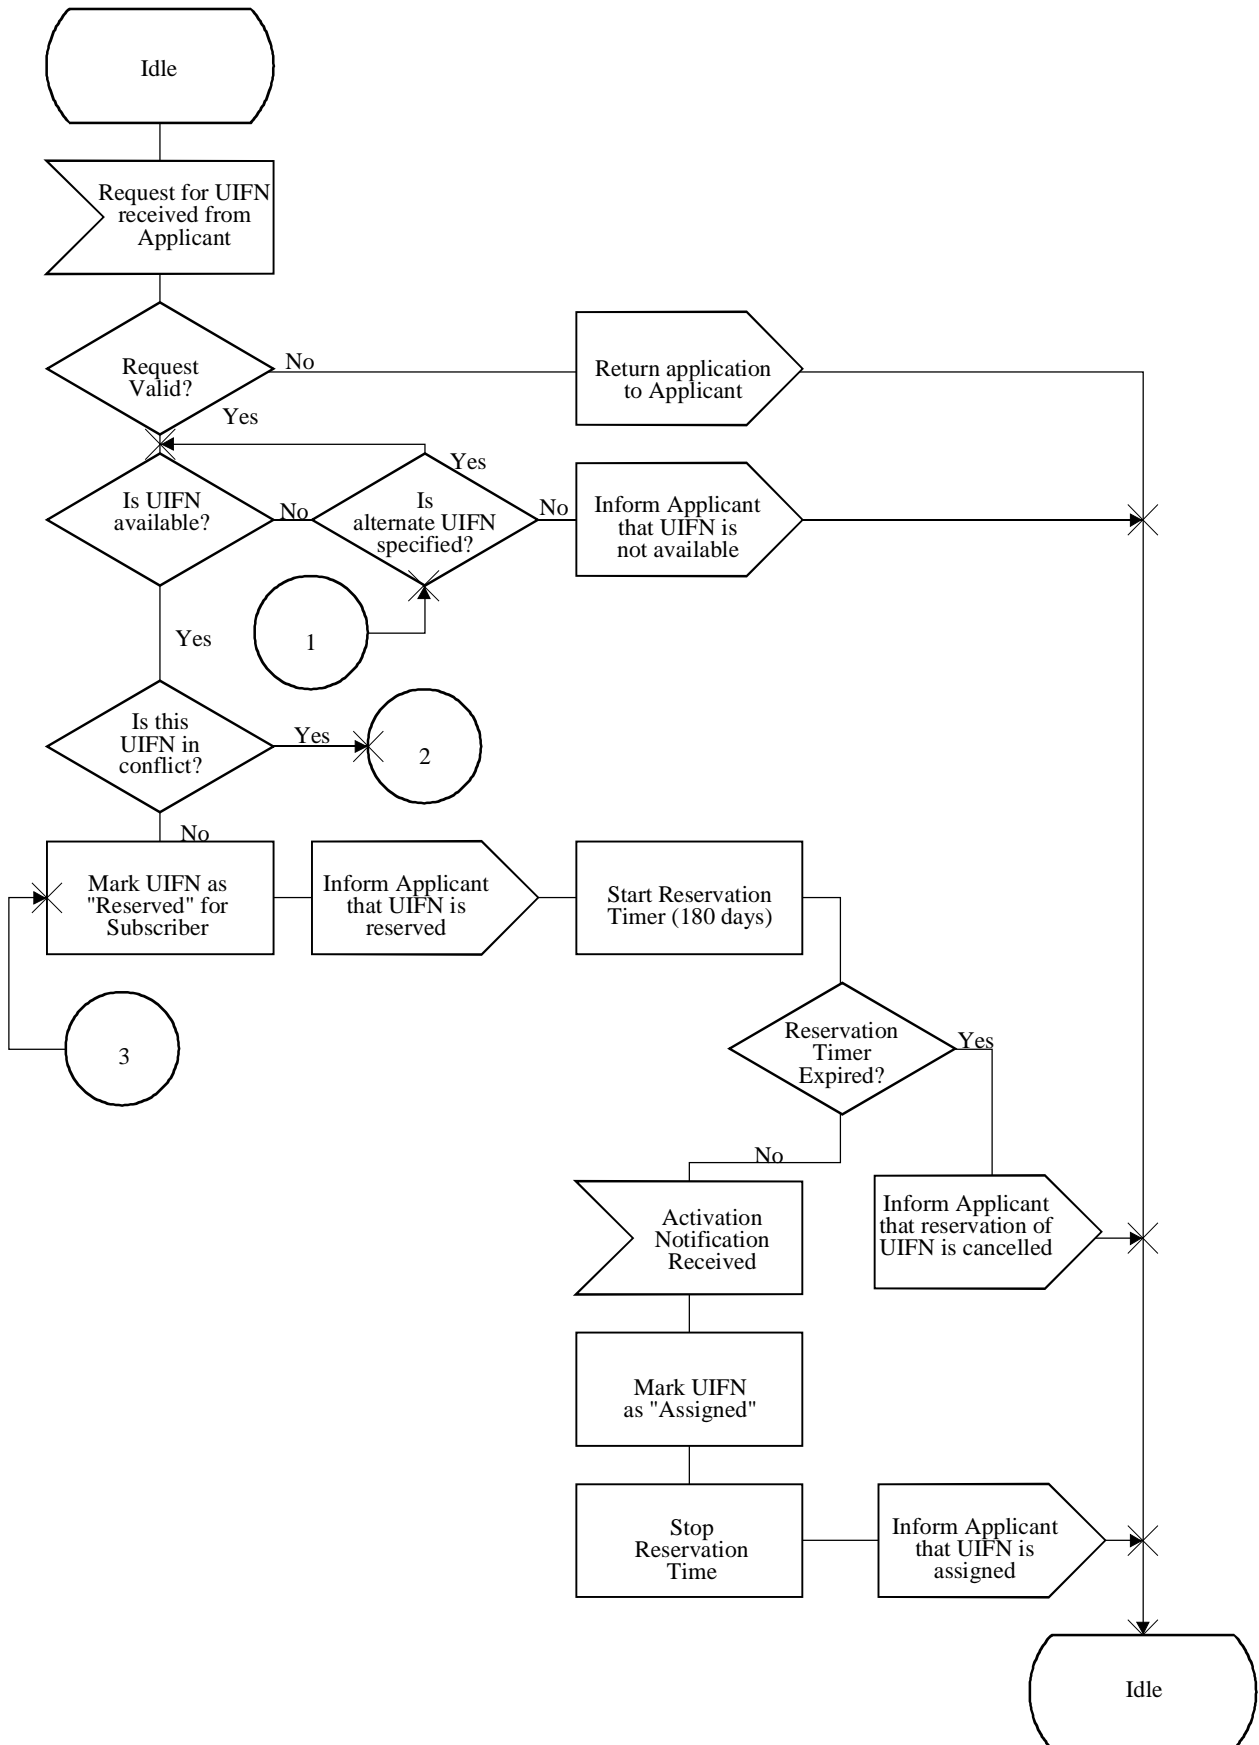 Idle
Request for UIFN
received from
Applicant
Request
Valid?
No
Return application
to Applicant
Yes
Is UIFN
available?
No
Is
alternate UIFN
specified?
Yes
No
Inform Applicant
that UIFN is
not available
1
Yes
Is this
UIFN in
conflict?
Yes
2
No
Mark UIFN as
"Reserved" for
Subscriber
Inform Applicant
that UIFN is
reserved
Start Reservation
Timer (180 days)
3
Reservation
Timer
Expired?
Yes
No
Activation
Notification
Received
Inform Applicant
that reservation of
UIFN is cancelled
Mark UIFN
as "Assigned"
Stop
Reservation
Time
Inform Applicant
that UIFN is
assigned
Idle